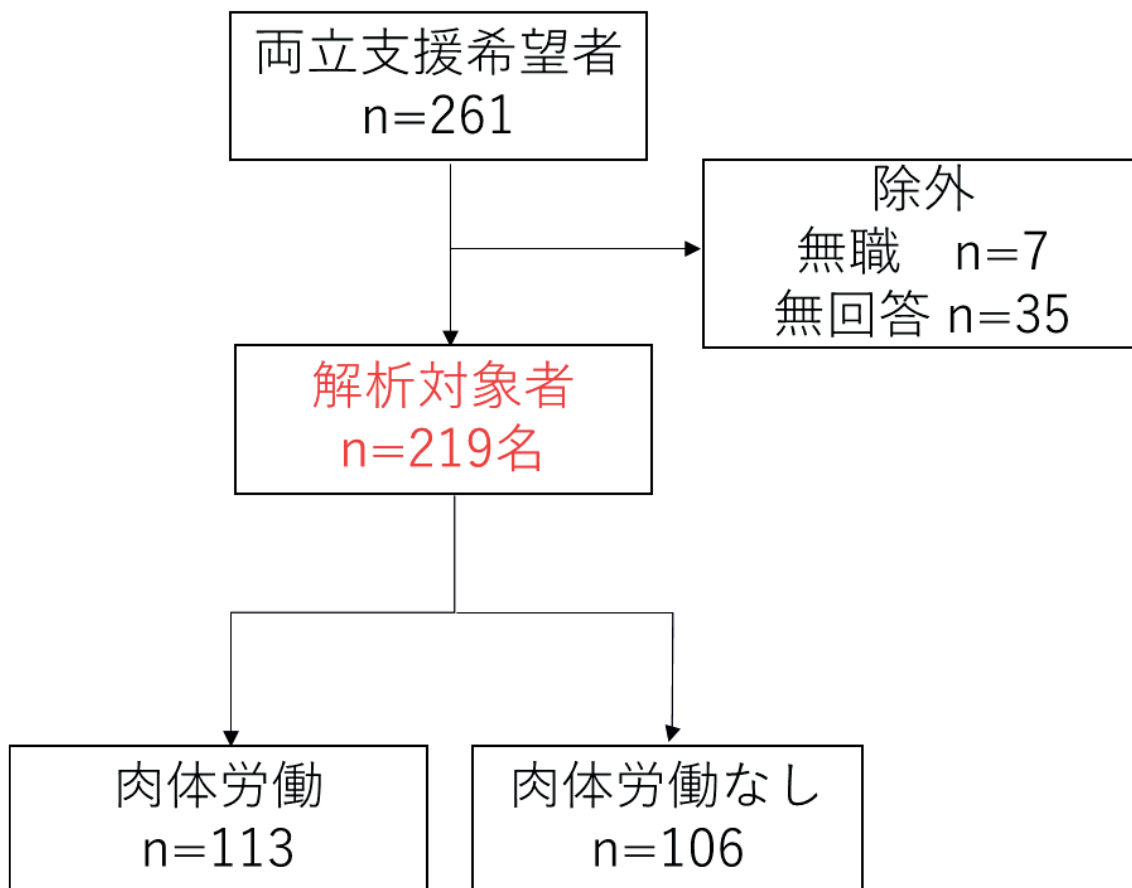 両立支援希望者
n=261
除外
無職　n=7
無回答 n=35
解析対象者
n=219名
肉体労働
n=113
肉体労働なし
n=106